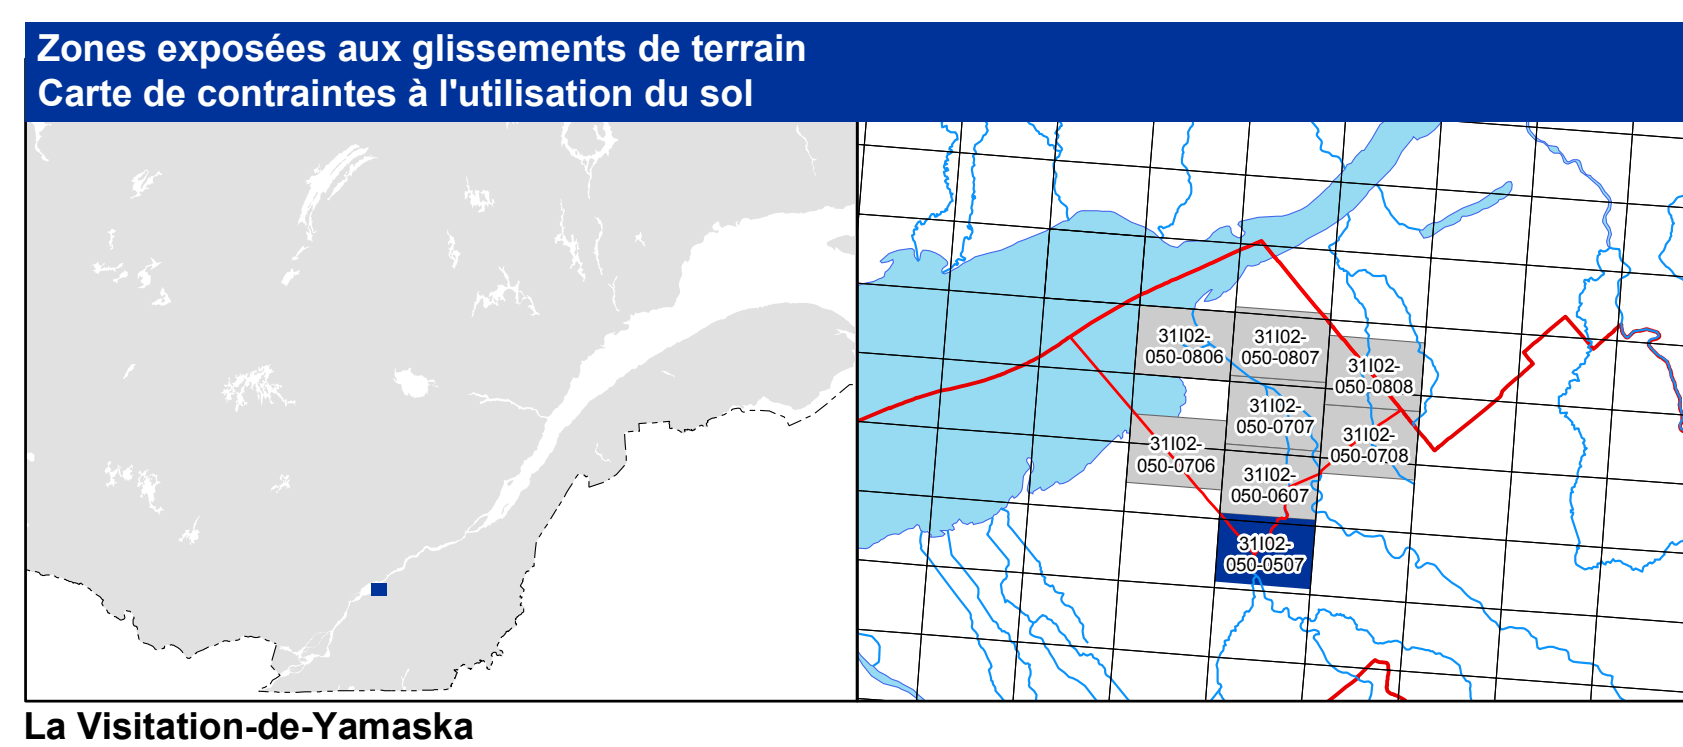 Zones exposées aux glissements de terrain
Carte de contraintes à l'utilisation du sol
31I02-
050-0806
31I02-
050-0807
31I02-
050-0808
31I02-
050-0707
31I02-
050-0708
31I02-
050-0706
31I02-
050-0607
31I02-
050-0507
La Visitation-de-Yamaska